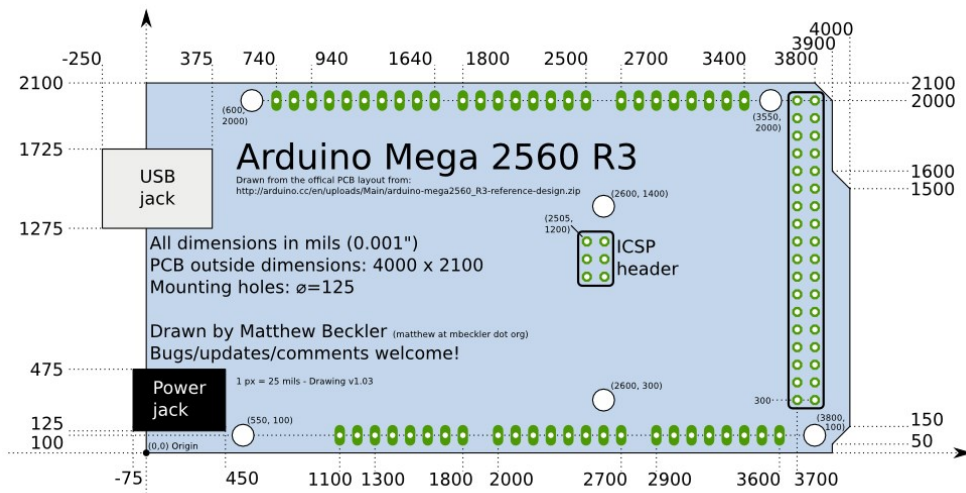 4000
3900
-250 375 740 940 1640 1800 2500 2700 3400 3800
2100 2100
2000
(600,
2000)
(3550,
2000)
1725
Arduino Mega 2560 R3
Drawn from the offical PCB layout from:
http://arduino.cc/en/uploads/Main/arduino-mega2560_R3-reference-design.zip
1600
1500
USB
jack
(2600, 1400)
(2505,
1200)
1275
All dimensions in mils (0.001")
PCB outside dimensions: 4000 x 2100
Mounting holes: ⌀=125
ICSP
header
Drawn by Matthew Beckler (matthew at mbeckler dot org)
Bugs/updates/comments welcome!
475
1 px = 25 mils - Drawing v1.03
Power
jack
(2600, 300)
300
(550, 100)
(3800,
100)
125
100
150
50
(0,0) Origin
-75 450 1100 1300 1800 2000 2700 2900 3600 3700